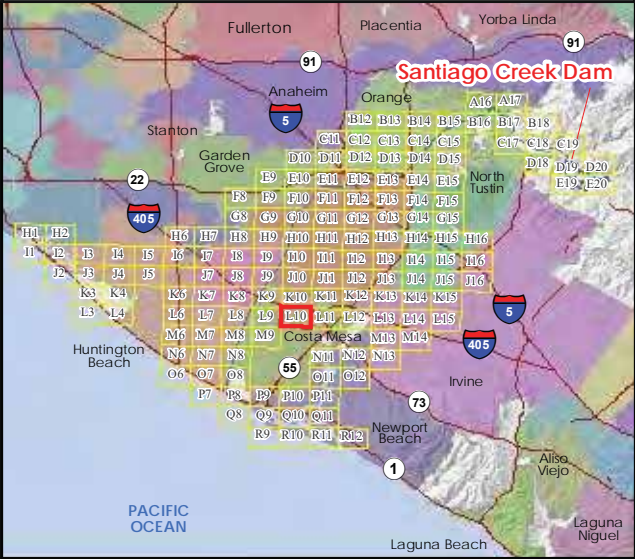 Fullerton
Placentia
Yorba Linda
91
91
Santiago Creek Dam
Anaheim
Orange
A16 A17
5
B12 B13 B14 B15 B16 B17 B18
Stanton
C11 C12 C13 C14 C15 C17 C18 C19
Garden
Grove
D10 D11 D12 D13 D14 D15 D18 D19 D20
North
Tustin
22
E9 E10 E11 E12 E13 E14 E15 E19 E20
405
F8 F9 F10 F11 F12 F13 F14 F15
G8 G9 G10 G11 G12 G13 G14 G15
H1 H2 H6 H7 H8 H9 H10 H11 H12 H13 H14 H15 H16
I1 I2 I3 I4 I5 I6 I7 I8 I9 I10 I11 I12 I13 I14 I15 I16
J2 J3 J4 J5 J7 J8 J9 J10 J11 J12 J13 J14 J15 J16
K3 K4 K6 K7 K8 K9 K10 K11 K12 K13 K14 K15
5
L3 L4 L6 L7 L8 L9 L10 L11 L12 L13 L14 L15
M6 M7 M8 M9 Costa Mesa M13 M14
405
Huntington
Beach
N6 N7 N8 N11 N12 N13
55
O6 O7 O8 O11 O12
Irvine
P7 P8 P9 P10 P11
73
Q8 Q9 Q10 Q11
Newport
Beach
R9 R10 R11 R12
1
Aliso
Viejo
PACIFIC
OCEAN
Laguna
Niguel
Laguna Beach